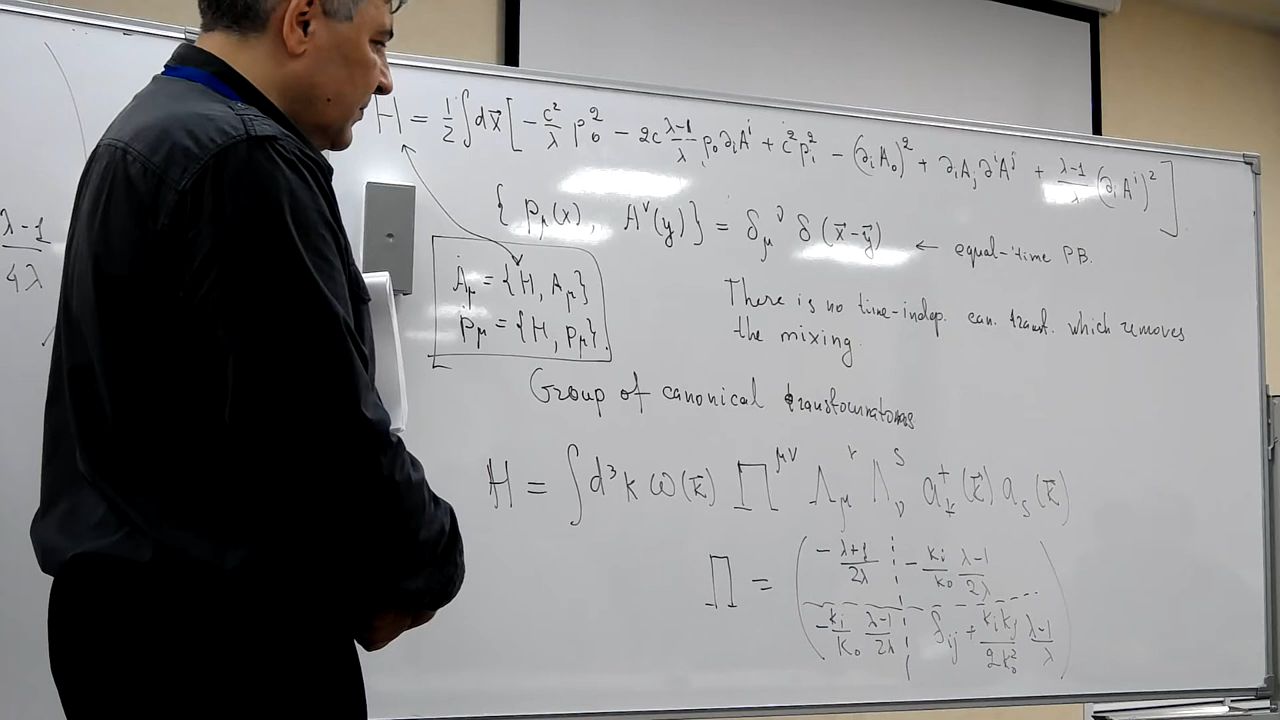 λ-1
4λ
H = 1/2 ∫dx⃗ [ - c²/λ p₀² - 2c (λ-1)/λ p₀ ∂ᵢAⁱ + c² pᵢ² - (∂ᵢA₀)² + ∂ᵢAⱼ ∂ⁱAʲ + (λ-1)/λ (∂ᵢAⁱ)² ]
{ p_μ(x), A^ν(y) } = δ_μ^ν δ(x⃗-y⃗) ← equal-time PB.
Ȧ_μ = {H, A_μ}
ṗ_μ = {H, p_μ}.
There is no time-indep. can. transf. which removes
the mixing.
Group of canonical transformations
H = ∫d³k ω(k⃗) Π^{μν} Λ_μ^r Λ_ν^s a_r^+(k⃗) a_s(k⃗)
Π = ( - (λ+1)/2λ ¦ - kᵢ/k₀ (λ-1)/2λ
- kⱼ/k₀ (λ-1)/2λ ¦ δᵢⱼ + kᵢkⱼ/2k₀² (λ-1)/λ )